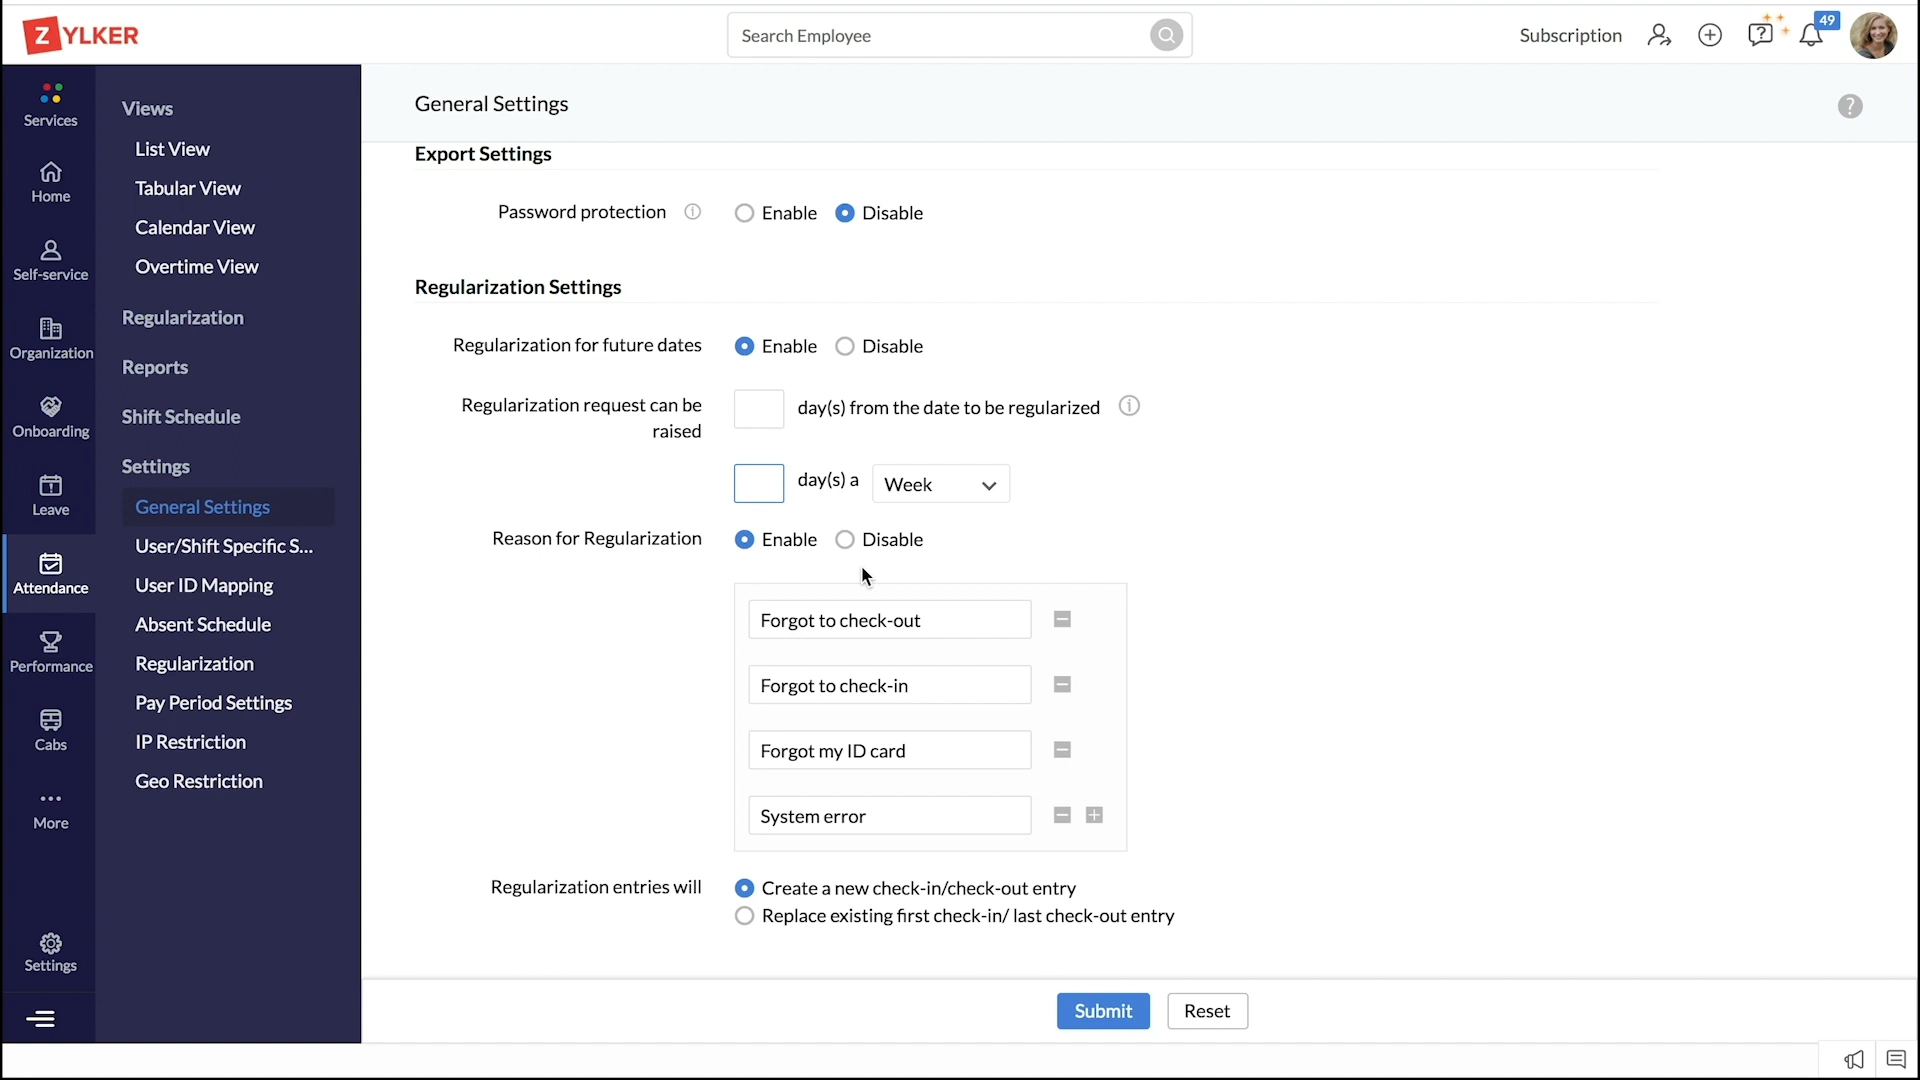 ZYLKER
Search Employee
Subscription
49
Services
Home
Self-service
Organization
Onboarding
Leave
Attendance
Performance
Cabs
More
Settings
Views
List View
Tabular View
Calendar View
Overtime View
Regularization
Reports
Shift Schedule
Settings
General Settings
User/Shift Specific S...
User ID Mapping
Absent Schedule
Regularization
Pay Period Settings
IP Restriction
Geo Restriction
General Settings
Export Settings
Password protection Enable Disable
Regularization Settings
Regularization for future dates Enable Disable
Regularization request can be
raised
day(s) from the date to be regularized
day(s) a Week
Reason for Regularization Enable Disable
Forgot to check-out
Forgot to check-in
Forgot my ID card
System error
Regularization entries will Create a new check-in/check-out entry
Replace existing first check-in/ last check-out entry
Submit Reset